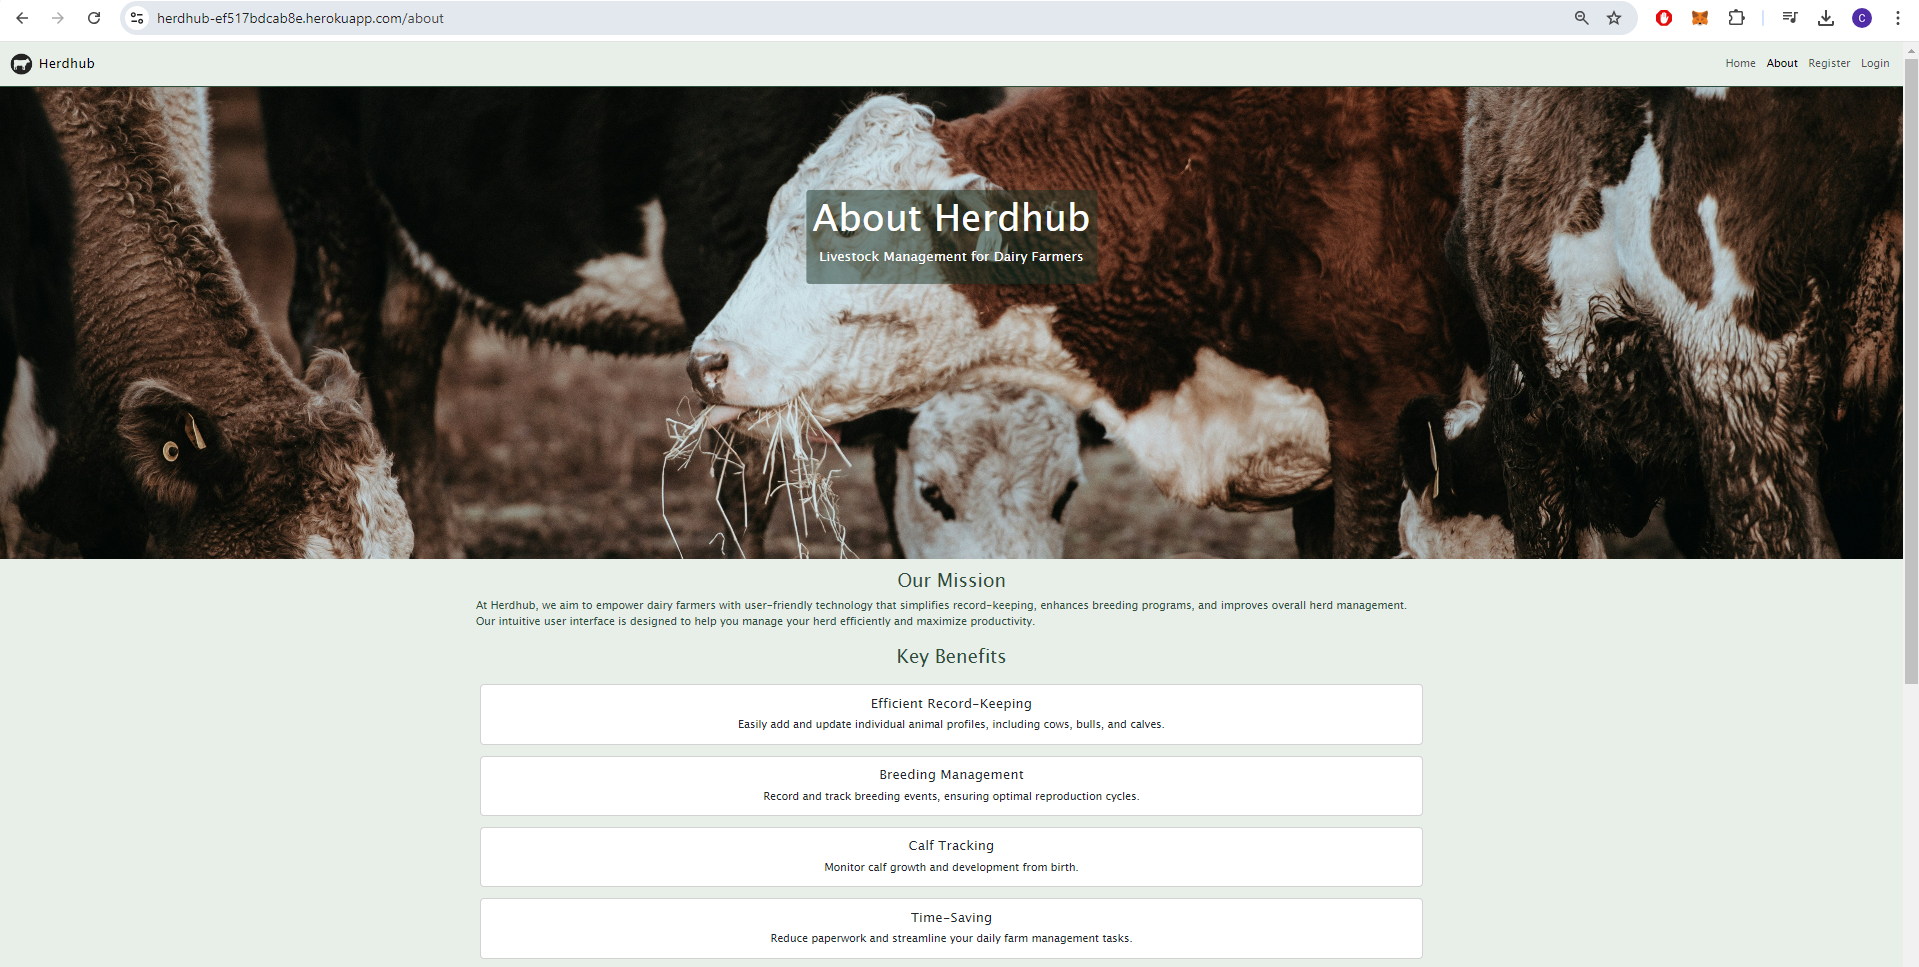 herdhub-ef517bdcab8e.herokuapp.com/about
C
Herdhub
Home About Register Login
About Herdhub
Livestock Management for Dairy Farmers
Our Mission
At Herdhub, we aim to empower dairy farmers with user-friendly technology that simplifies record-keeping, enhances breeding programs, and improves overall herd management.
Our intuitive user interface is designed to help you manage your herd efficiently and maximize productivity.
Key Benefits
Efficient Record-Keeping
Easily add and update individual animal profiles, including cows, bulls, and calves.
Breeding Management
Record and track breeding events, ensuring optimal reproduction cycles.
Calf Tracking
Monitor calf growth and development from birth.
Time-Saving
Reduce paperwork and streamline your daily farm management tasks.